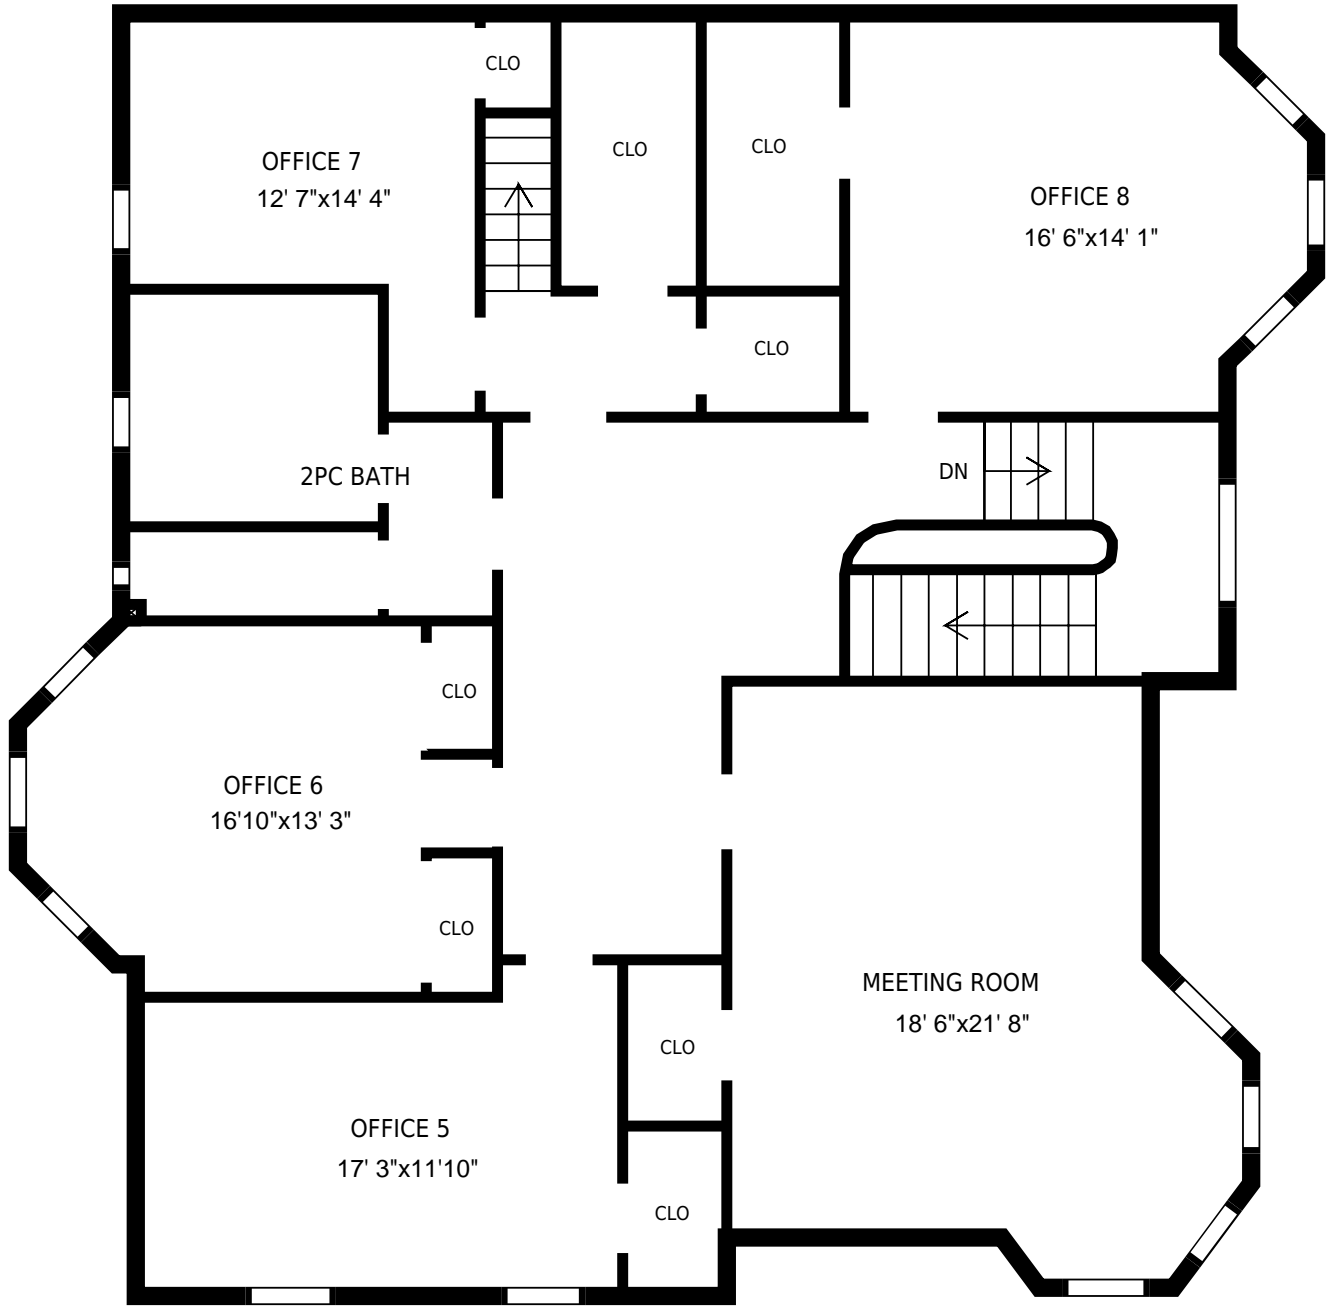 CLO
OFFICE 7
12' 7"x14' 4"
CLO
CLO
OFFICE 8
16' 6"x14' 1"
CLO
2PC BATH
DN
CLO
OFFICE 6
16'10"x13' 3"
CLO
MEETING ROOM
18' 6"x21' 8"
CLO
OFFICE 5
17' 3"x11'10"
CLO